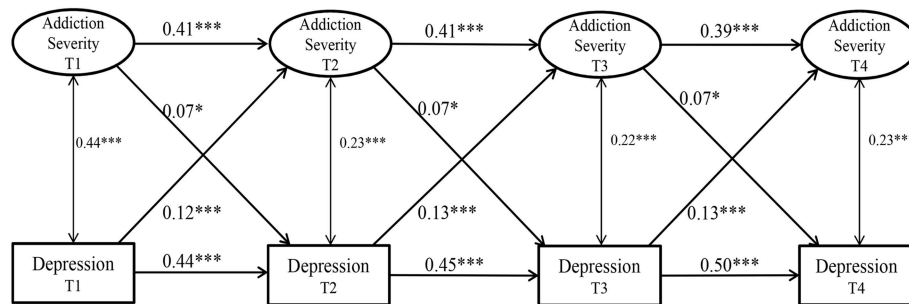 Addiction
Severity
T1
0.41***
Addiction
Severity
T2
0.41***
Addiction
Severity
T3
0.39***
Addiction
Severity
T4
0.07*
0.07*
0.07*
0.44***
0.23***
0.22***
0.23**
0.12***
0.13***
0.13***
Depression
T1
0.44***
Depression
T2
0.45***
Depression
T3
0.50***
Depression
T4